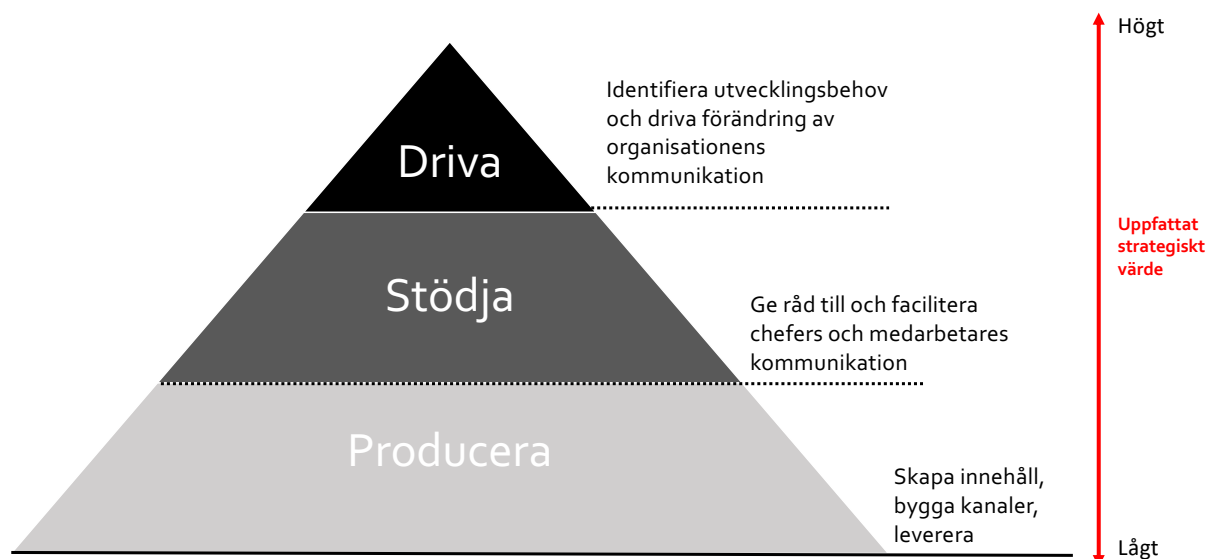 Högt
Identifiera utvecklingsbehov
och driva förändring av
organisationens
kommunikation
Driva
Uppfattat
strategiskt
värde
Stödja
Ge råd till och facilitera
chefers och medarbetares
kommunikation
Producera
Skapa innehåll,
bygga kanaler,
leverera
Lågt